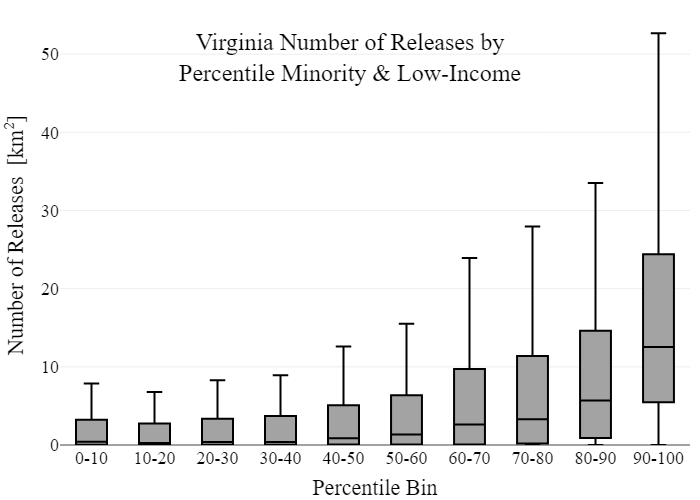 Virginia Number of Releases by
Percentile Minority & Low-Income
Number of Releases [km²]
50
40
30
20
10
0
0-10 10-20 20-30 30-40 40-50 50-60 60-70 70-80 80-90 90-100
Percentile Bin